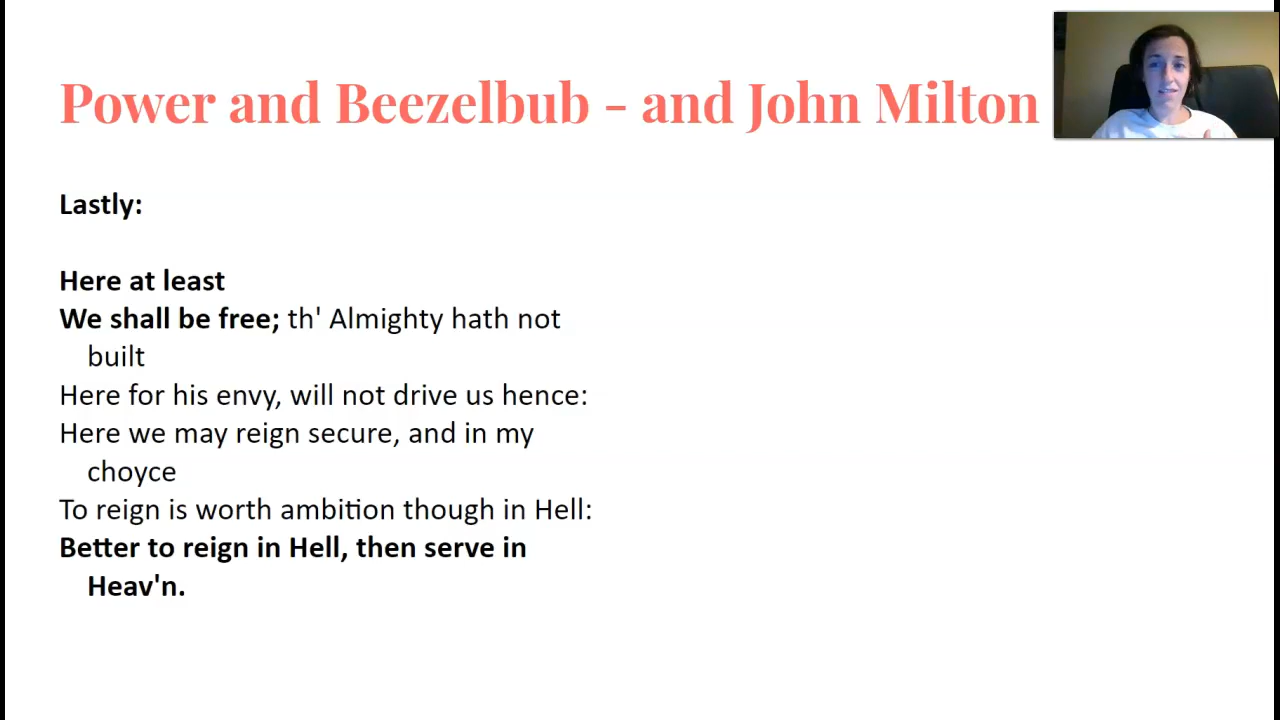 Power and Beezelbub - and John Milton
Lastly:
Here at least
We shall be free; th' Almighty hath not
built
Here for his envy, will not drive us hence:
Here we may reign secure, and in my
choyce
To reign is worth ambition though in Hell:
Better to reign in Hell, then serve in
Heav'n.